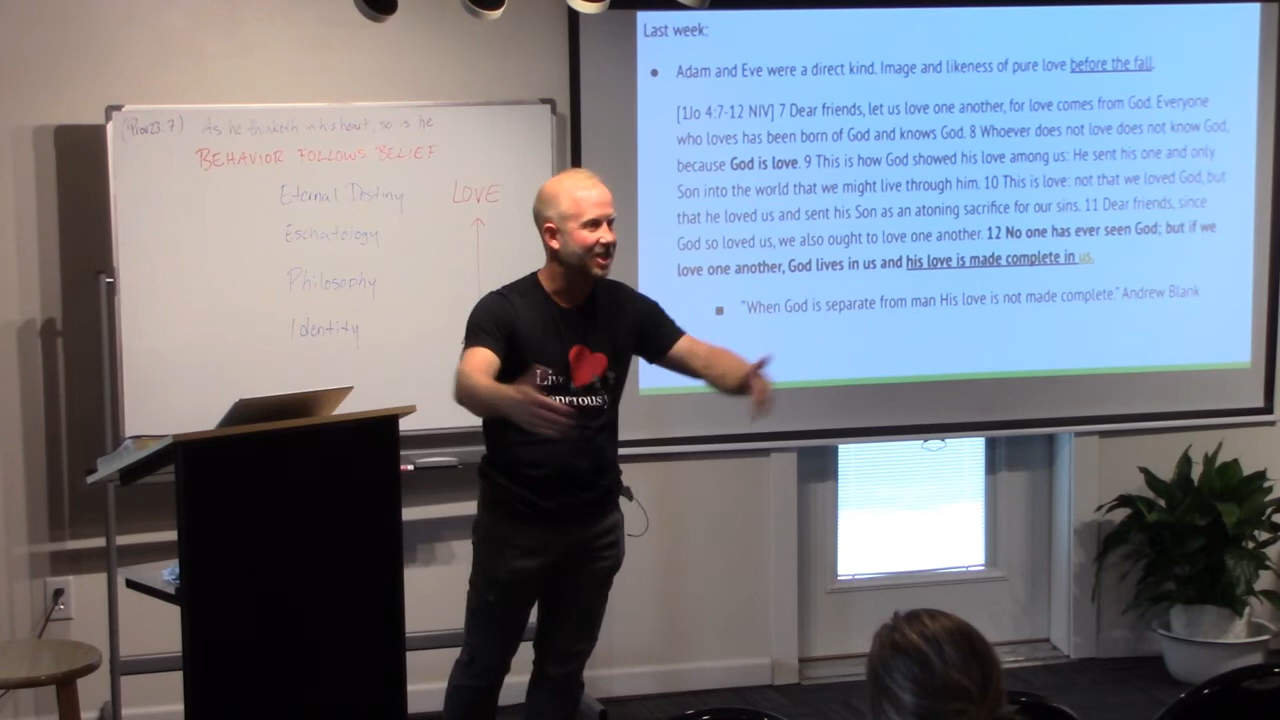 (Prov 23:7) As he thinketh in his heart, so is he
BEHAVIOR FOLLOWS BELIEF
Eternal Destiny
LOVE
Eschatology
Philosophy
Identity
Last week:
Adam and Eve were a direct kind. Image and likeness of pure love before the fall.
[1Jo 4:7-12 NIV] 7 Dear friends, let us love one another, for love comes from God. Everyone
who loves has been born of God and knows God. 8 Whoever does not love does not know God,
because God is love. 9 This is how God showed his love among us: He sent his one and only
Son into the world that we might live through him. 10 This is love: not that we loved God, but
that he loved us and sent his Son as an atoning sacrifice for our sins. 11 Dear friends, since
God so loved us, we also ought to love one another. 12 No one has ever seen God; but if we
love one another, God lives in us and his love is made complete in us.
"When God is separate from man His love is not made complete." Andrew Blank